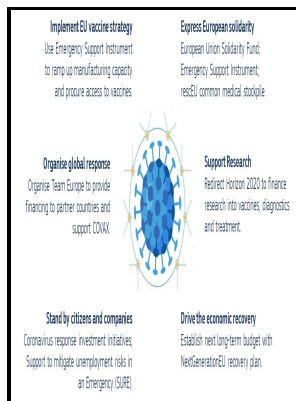 Implement EU vaccine strategy
Use Emergency Support Instrument
to ramp up manufacturing capacity
and procure access to vaccines.
Express European solidarity
European Union Solidarity Fund;
Emergency Support Instrument;
rescEU common medical stockpile.
Organise global response
Organise Team Europe to provide
financing to partner countries and
support COVAX.
Support Research
Redirect Horizon 2020 to finance
research into vaccines, diagnostics
and treatment.
Stand by citizens and companies
Coronavirus response investment initiatives;
Support to mitigate unemployment risks in
an Emergency (SURE).
Drive the economic recovery
Establish next long-term budget with
NextGenerationEU recovery plan.